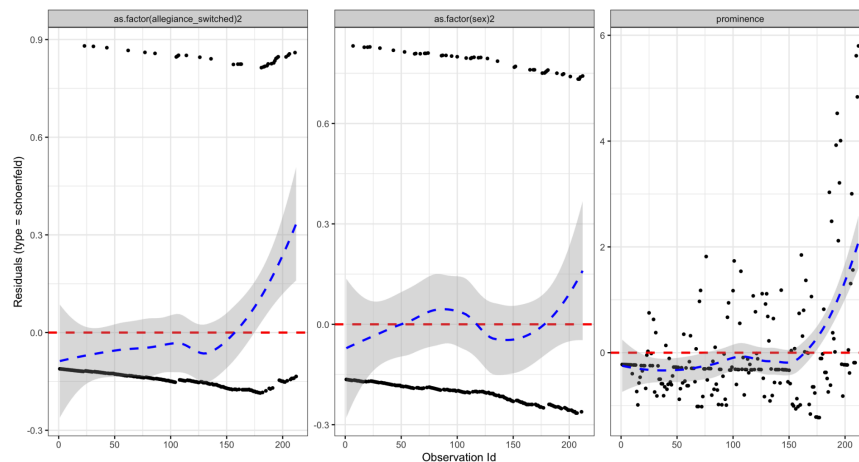 as.factor(allegiance_switched)2
as.factor(sex)2
prominence
Residuals (type = schoenfeld)
0.9
0.6
0.3
0.0
-0.3
0.6
0.3
0.0
-0.3
6
4
2
0
0 50 100 150 200
0 50 100 150 200
0 50 100 150 200
Observation Id